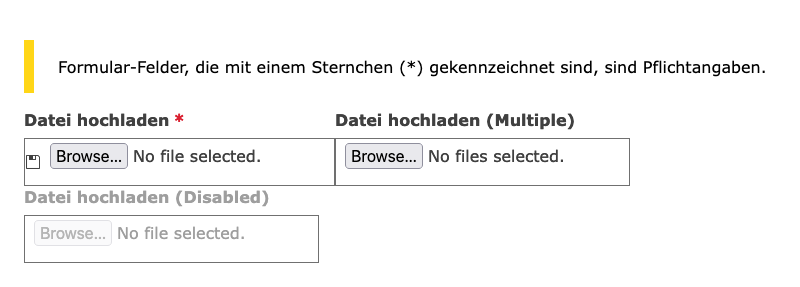 Formular-Felder, die mit einem Sternchen (*) gekennzeichnet sind, sind Pflichtangaben.
Datei hochladen * Datei hochladen (Multiple)
Browse... No file selected. Browse... No files selected.
Datei hochladen (Disabled)
Browse... No file selected.